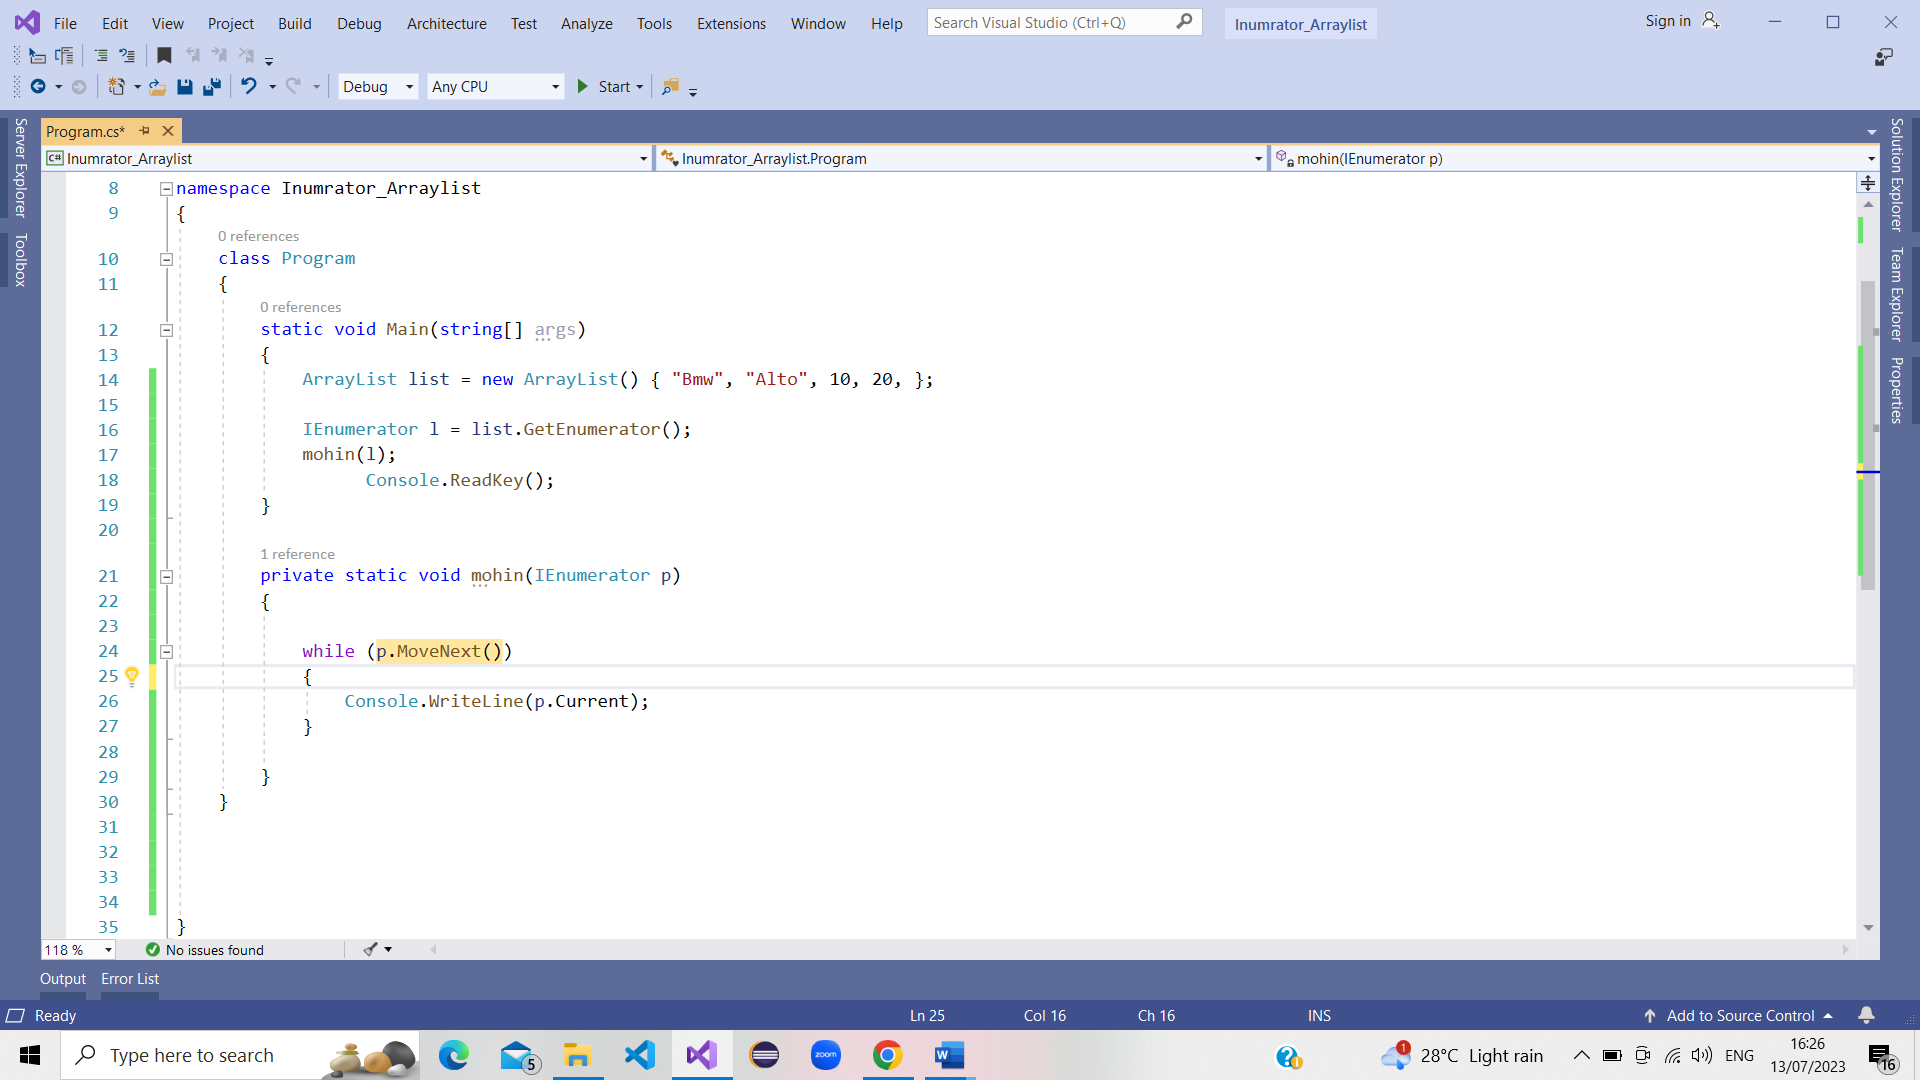 File Edit View Project Build Debug Architecture Test Analyze Tools Extensions Window Help Search Visual Studio (Ctrl+Q) Inumrator_Arraylist Sign in
Debug Any CPU Start
Program.cs*
Inumrator_Arraylist Inumrator_Arraylist.Program mohin(IEnumerator p)
Server Explorer
Toolbox
Solution Explorer
Team Explorer
Properties
8 namespace Inumrator_Arraylist
9 {
0 references
10 class Program
11 {
0 references
12 static void Main(string[] args)
13 {
14 ArrayList list = new ArrayList() { "Bmw", "Alto", 10, 20, };
15
16 IEnumerator l = list.GetEnumerator();
17 mohin(l);
18 Console.ReadKey();
19 }
20
1 reference
21 private static void mohin(IEnumerator p)
22 {
23
24 while (p.MoveNext())
25 {
26 Console.WriteLine(p.Current);
27 }
28
29 }
30 }
31
32
33
34
35 }
118 % No issues found
Output Error List
Ready Ln 25 Col 16 Ch 16 INS Add to Source Control
Type here to search 5 zoom W 1 28°C Light rain ENG 16:26
13/07/2023 16